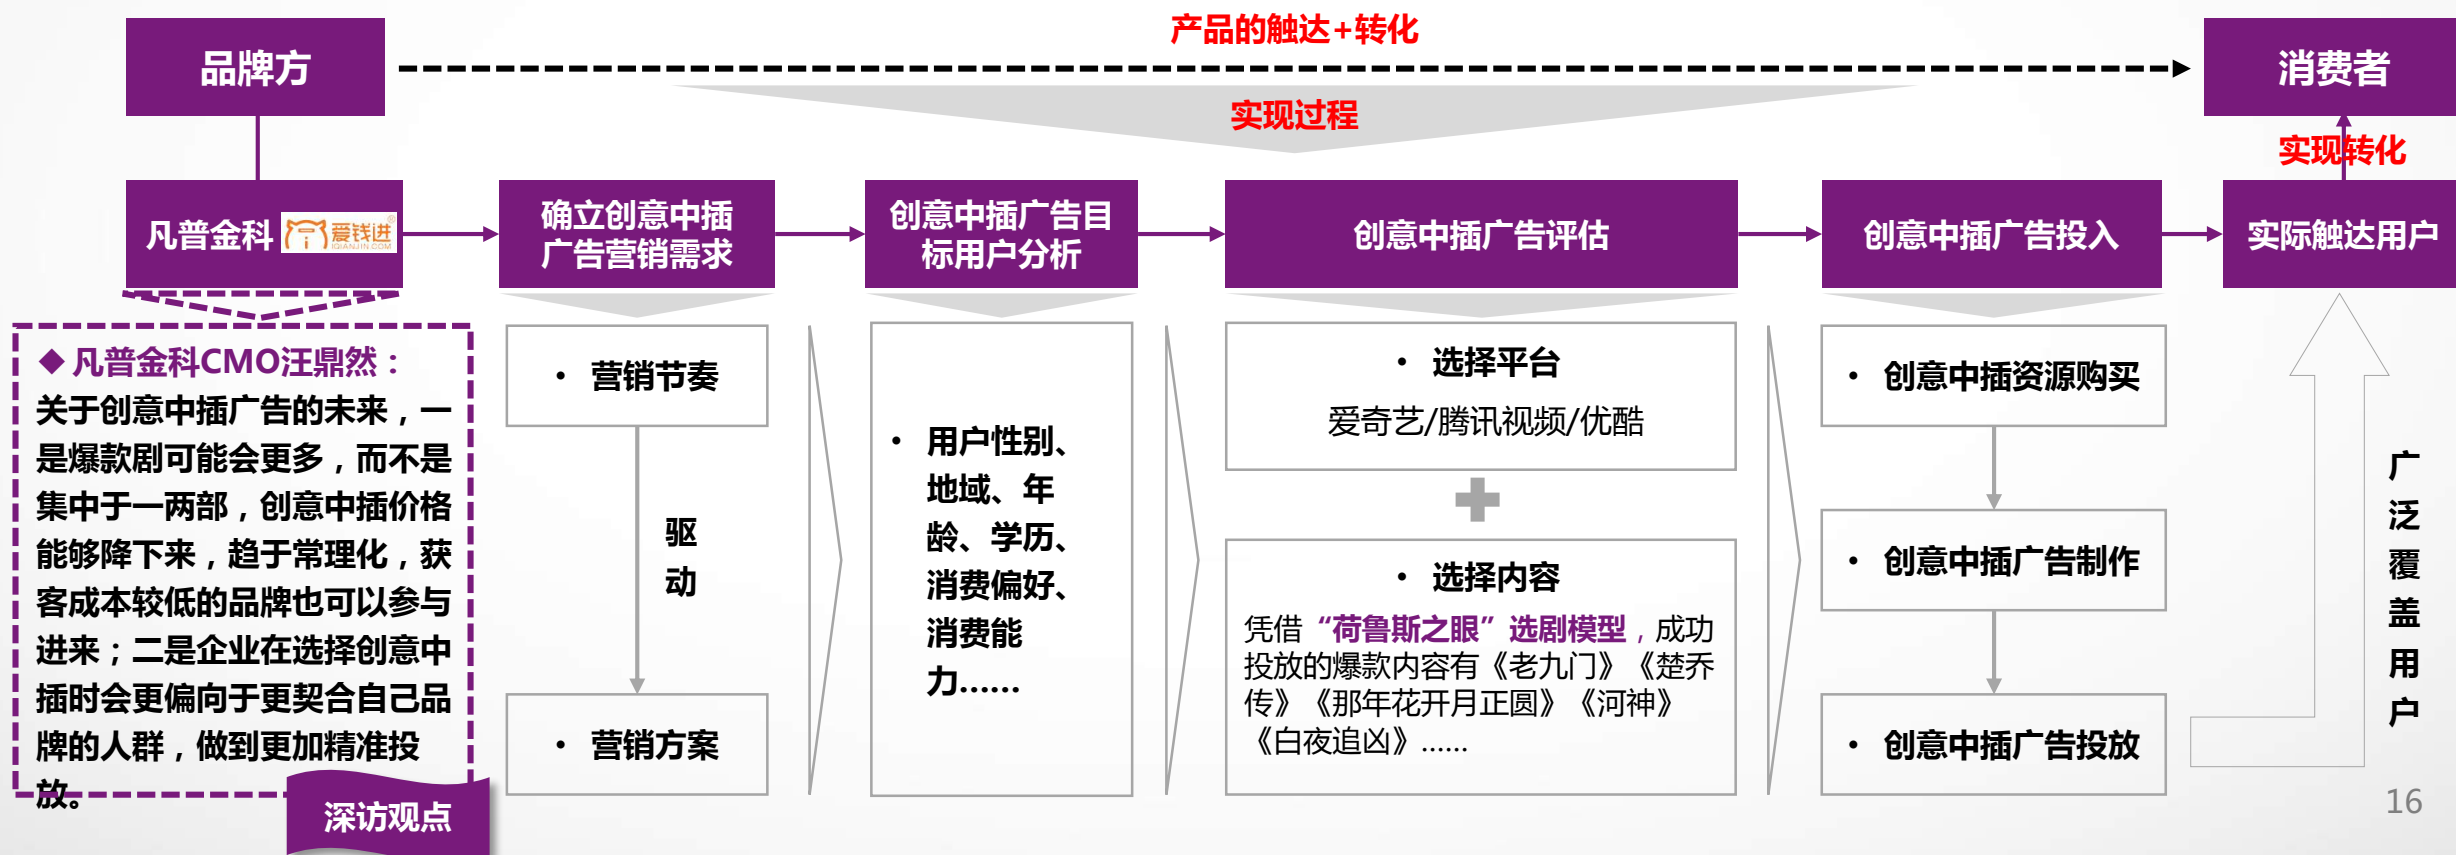 品牌方
产品的触达+转化
消费者
实现过程
实现转化
凡普金科
爱钱进
IQIANJIN.COM
确立创意中插
广告营销需求
创意中插广告目
标用户分析
创意中插广告评估
创意中插广告投入
实际触达用户
◆ 凡普金科CMO汪鼎然：
关于创意中插广告的未来，一
是爆款剧可能会更多，而不是
集中于一两部，创意中插价格
能够降下来，趋于常理化，获
客成本较低的品牌也可以参与
进来；二是企业在选择创意中
插时会更偏向于更契合自己品
牌的人群，做到更加精准投
放。
深访观点
• 营销节奏
驱
动
• 营销方案
• 用户性别、
地域、年
龄、学历、
消费偏好、
消费能
力……
• 选择平台
爱奇艺/腾讯视频/优酷
• 选择内容
凭借“荷鲁斯之眼”选剧模型，成功
投放的爆款内容有《老九门》《楚乔
传》《那年花开月正圆》《河神》
《白夜追凶》……
• 创意中插资源购买
• 创意中插广告制作
• 创意中插广告投放
广
泛
覆
盖
用
户
16